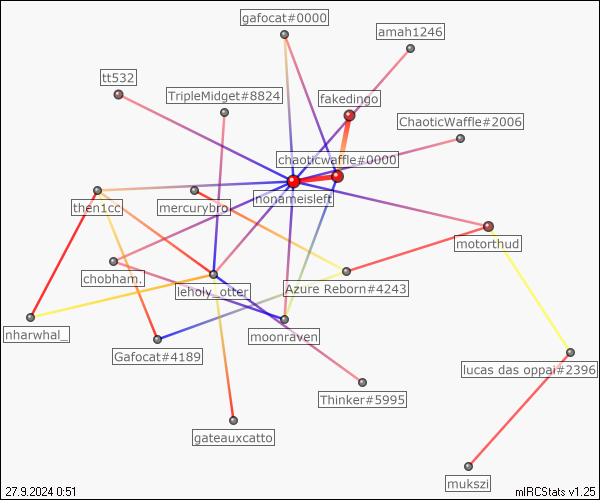 gafocat#0000
amah1246
tt532
TripleMidget#8824
fakedingo
ChaoticWaffle#2006
chaoticwaffle#0000
then1cc
mercurybro
nonameisleft
motorthud
chobham.
leholy_otter
Azure Reborn#4243
nharwhal_
Gafocat#4189
moonraven
lucas das oppai#2396
Thinker#5995
gateauxcatto
mukszi
27.9.2024 0:51
mIRCStats v1.25